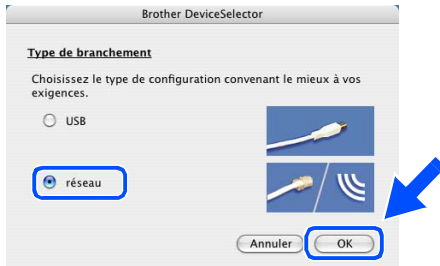 Brother DeviceSelector
Type de branchement
Choisissez le type de configuration convenant le mieux à vos
exigences.
USB
réseau
Annuler OK